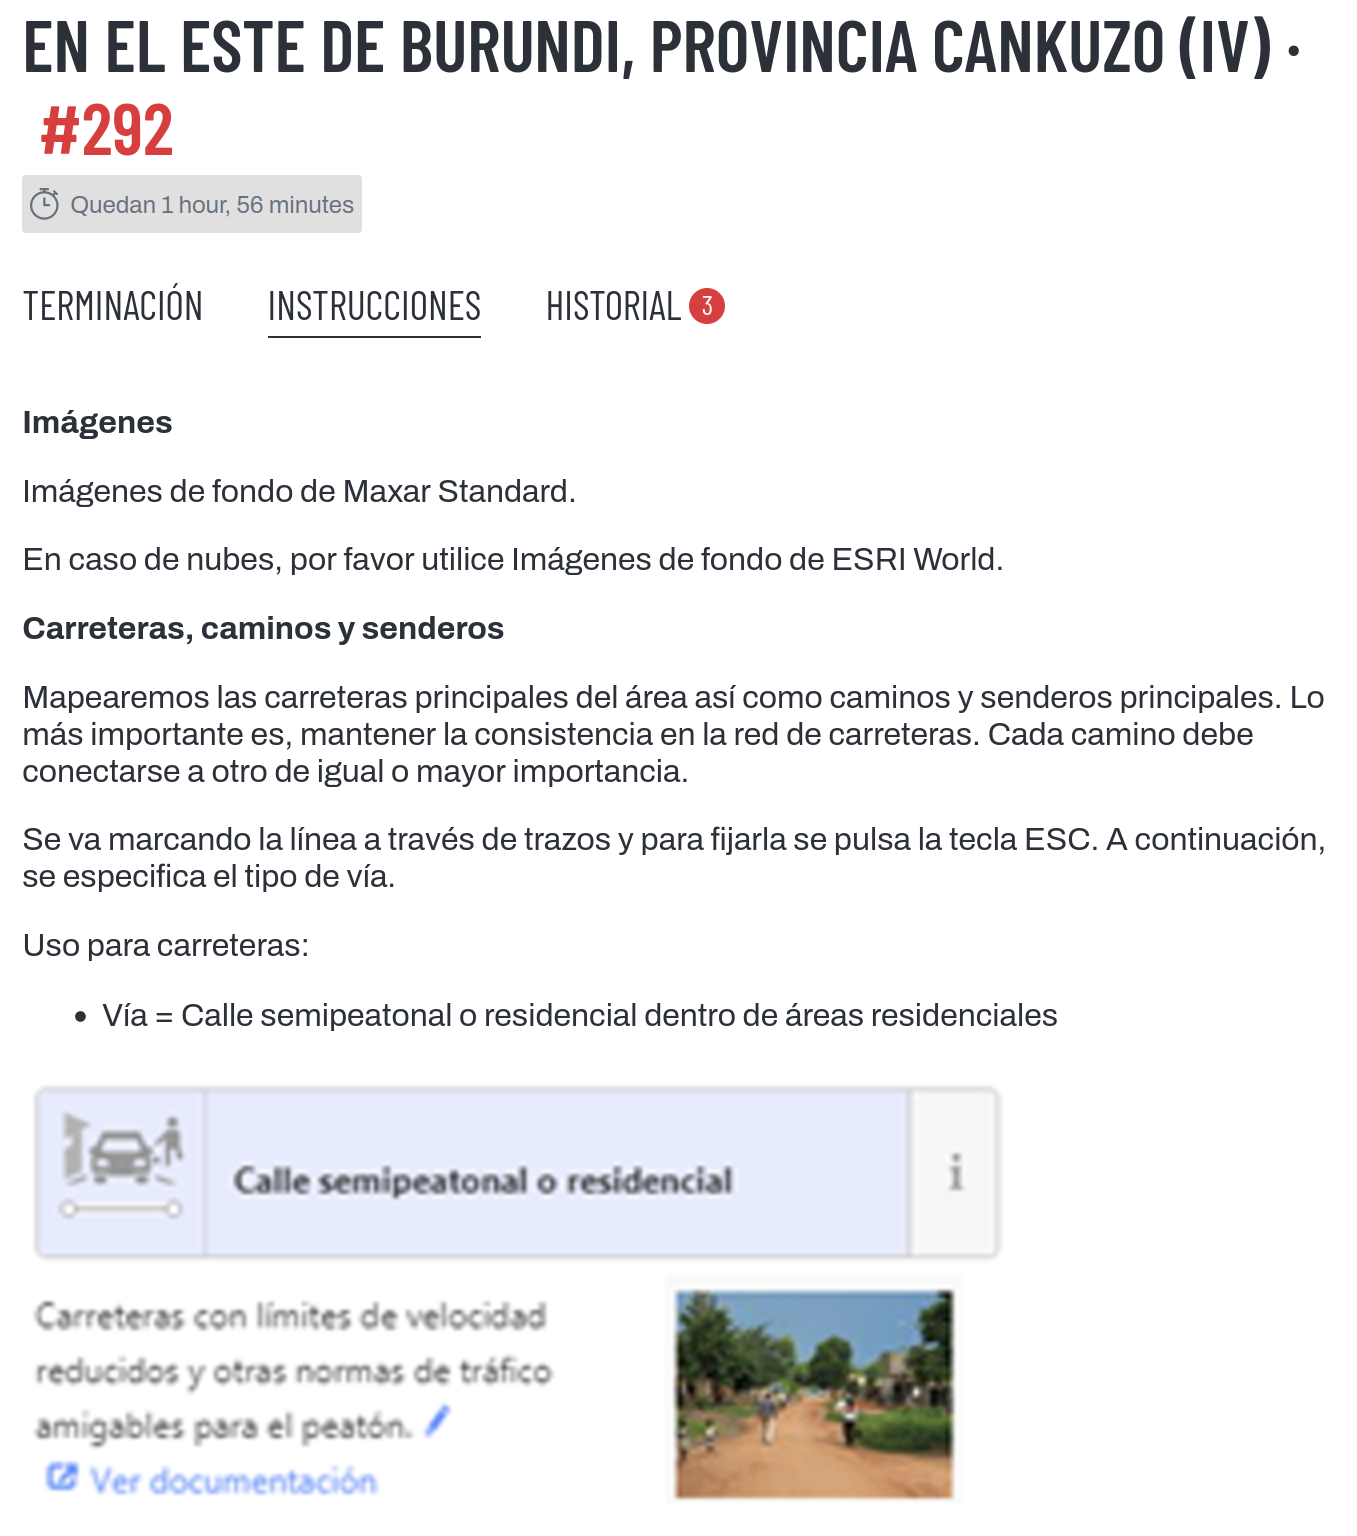 EN EL ESTE DE BURUNDI, PROVINCIA CANKUZO (IV) ·
#292
Quedan 1 hour, 56 minutes
TERMINACIÓN INSTRUCCIONES HISTORIAL 3
Imágenes
Imágenes de fondo de Maxar Standard.
En caso de nubes, por favor utilice Imágenes de fondo de ESRI World.
Carreteras, caminos y senderos
Mapearemos las carreteras principales del área así como caminos y senderos principales. Lo
más importante es, mantener la consistencia en la red de carreteras. Cada camino debe
conectarse a otro de igual o mayor importancia.
Se va marcando la línea a través de trazos y para fijarla se pulsa la tecla ESC. A continuación,
se especifica el tipo de vía.
Uso para carreteras:
• Vía = Calle semipeatonal o residencial dentro de áreas residenciales
Calle semipeatonal o residencial i
Carreteras con límites de velocidad
reducidos y otras normas de tráfico
amigables para el peatón.
Ver documentación